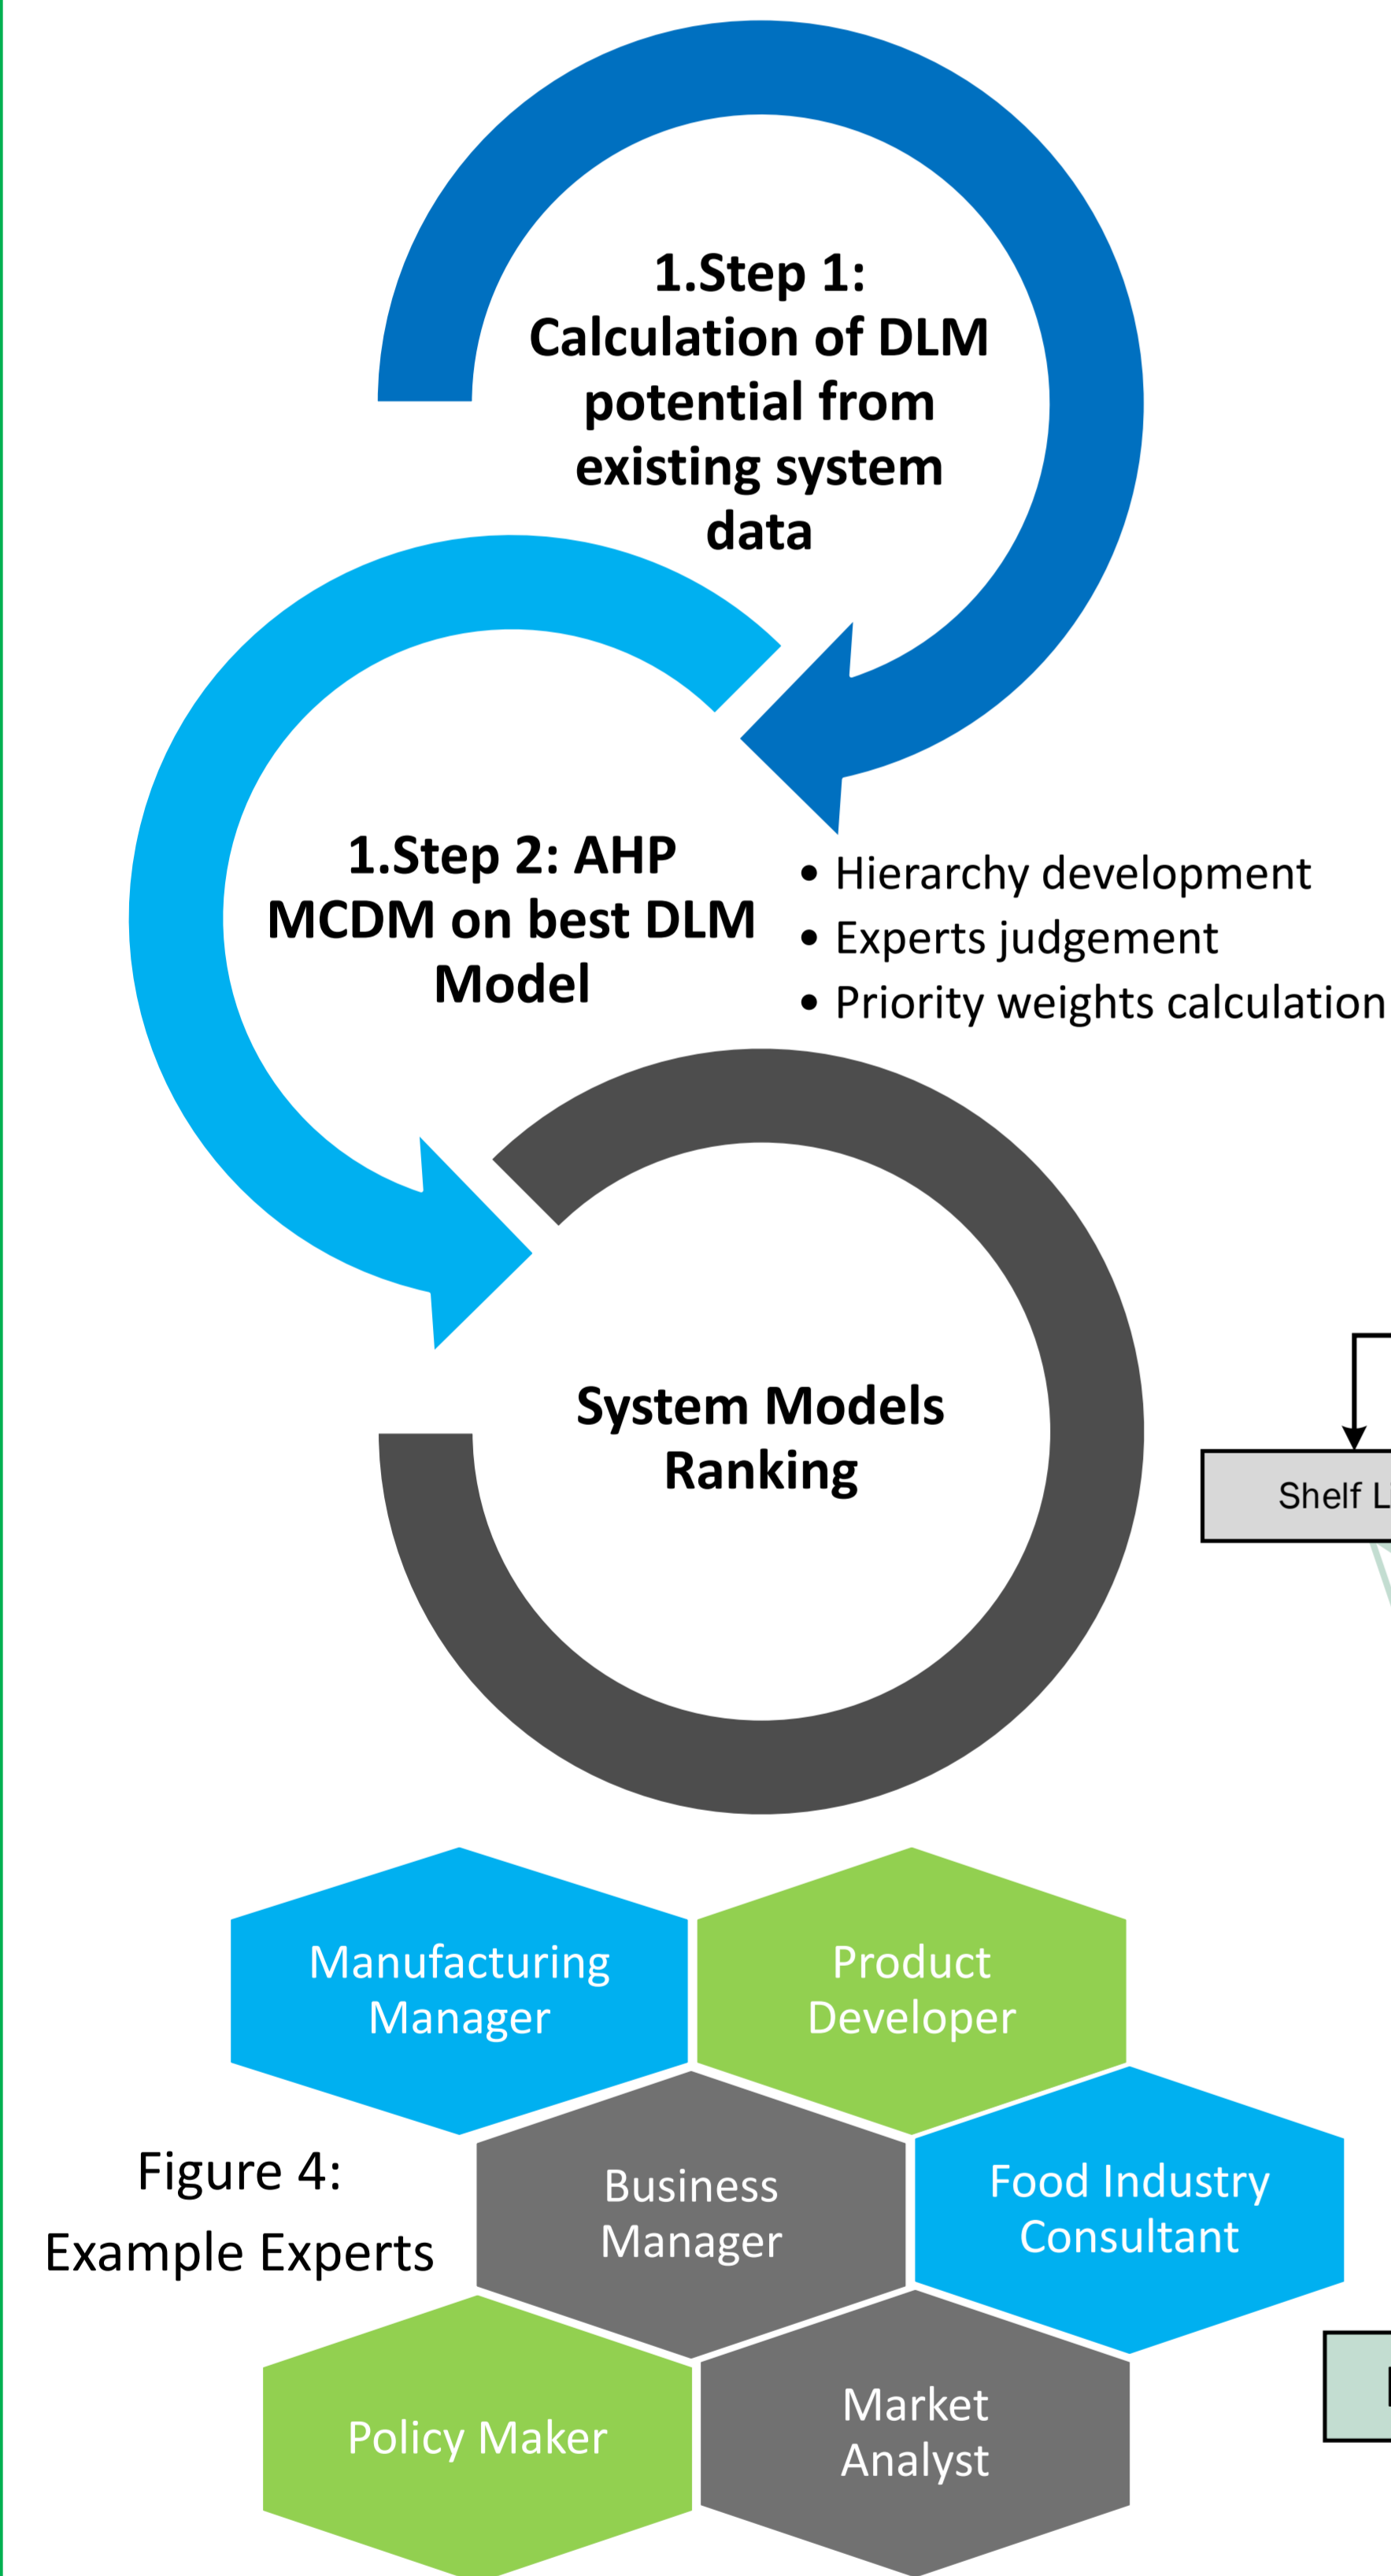 1.Step 1:
Calculation of DLM
potential from
existing system
data
1.Step 2: AHP
MCDM on best DLM
Model
• Hierarchy development
• Experts judgement
• Priority weights calculation
System Models
Ranking
Shelf
Manufacturing
Manager
Product
Developer
Business
Manager
Food Industry
Consultant
Figure 4:
Example Experts
Policy Maker
Market
Analyst